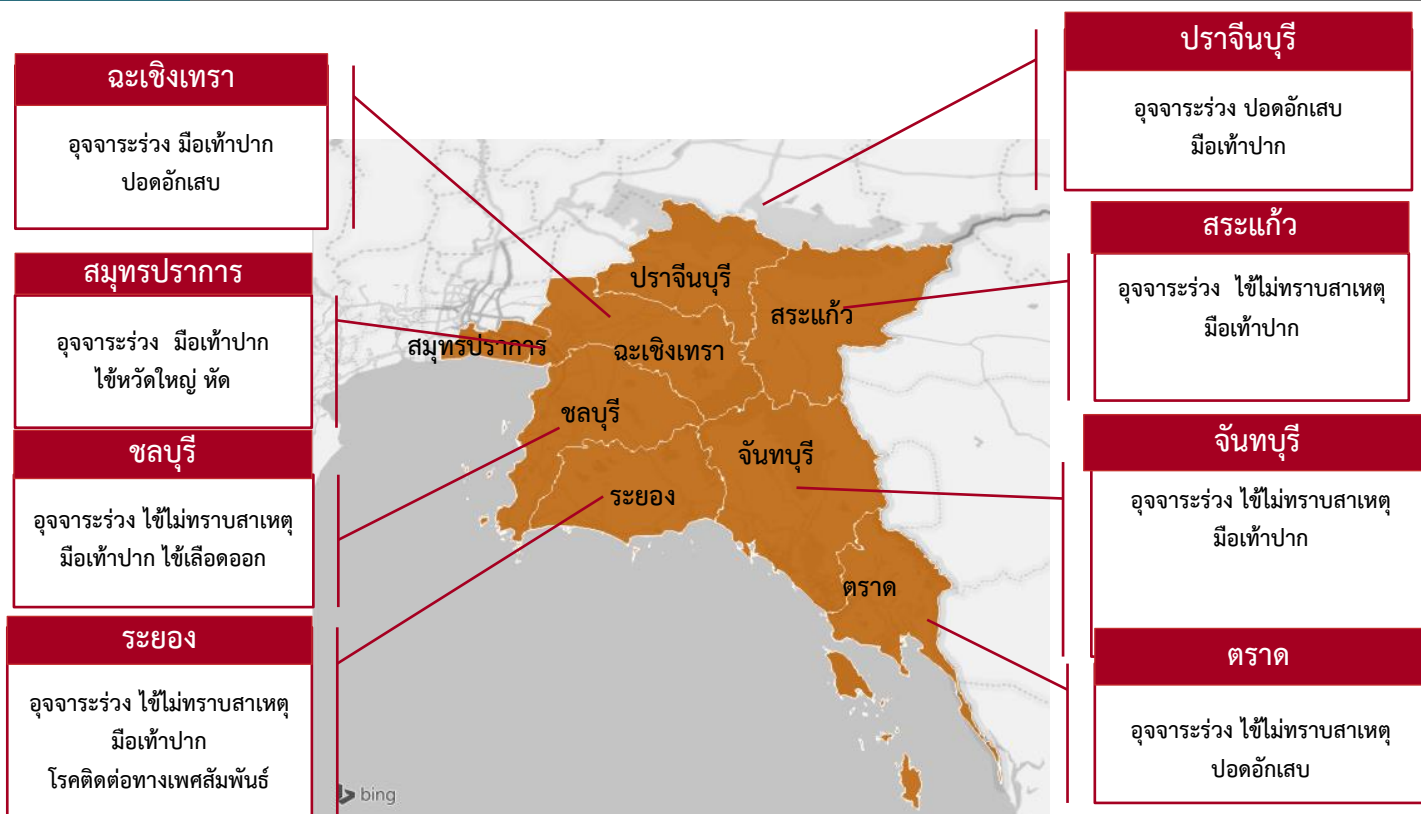 ฉะเชิงเทรา
อุจจาระร่วง มือเท้าปาก
ปอดอักเสบ
สมุทรปราการ
อุจจาระร่วง มือเท้าปาก
ไข้หวัดใหญ่ หัด
ชลบุรี
อุจจาระร่วง ไข้ไม่ทราบสาเหตุ
มือเท้าปาก ไข้เลือดออก
ระยอง
อุจจาระร่วง ไข้ไม่ทราบสาเหตุ
มือเท้าปาก
โรคติดต่อทางเพศสัมพันธ์
ปราจีนบุรี
สระแก้ว
สมุทรปราการ
ฉะเชิงเทรา
ชลบุรี
จันทบุรี
ระยอง
ตราด
bing
ปราจีนบุรี
อุจจาระร่วง ปอดอักเสบ
มือเท้าปาก
สระแก้ว
อุจจาระร่วง ไข้ไม่ทราบสาเหตุ
มือเท้าปาก
จันทบุรี
อุจจาระร่วง ไข้ไม่ทราบสาเหตุ
มือเท้าปาก
ตราด
อุจจาระร่วง ไข้ไม่ทราบสาเหตุ
ปอดอักเสบ